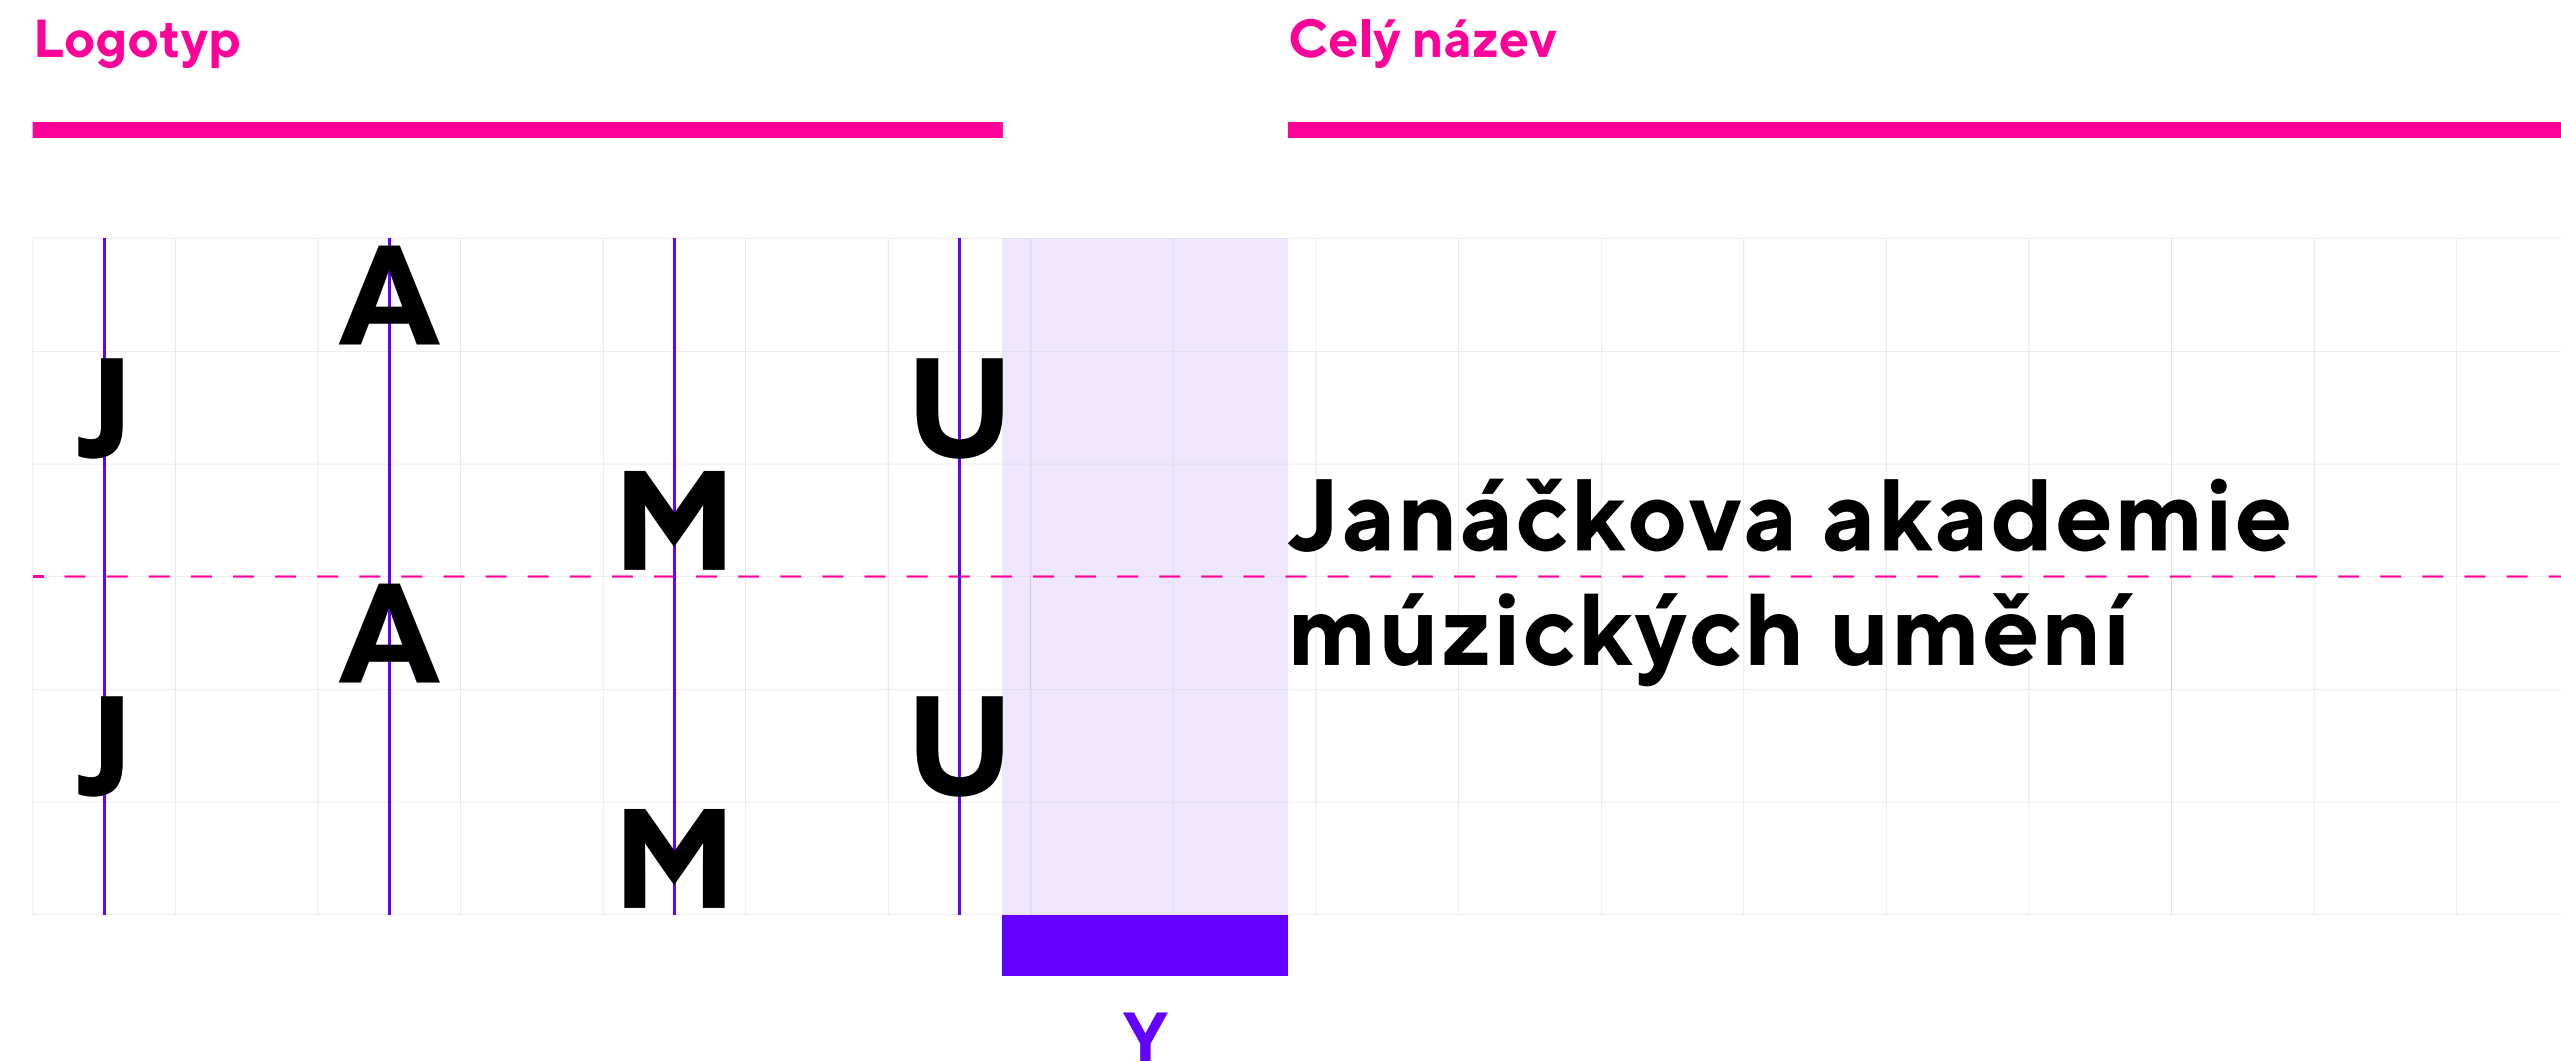 Logotyp
Celý název
A
J U
M
A
J U
M
Janáčkova akademie
múzických umění
Y